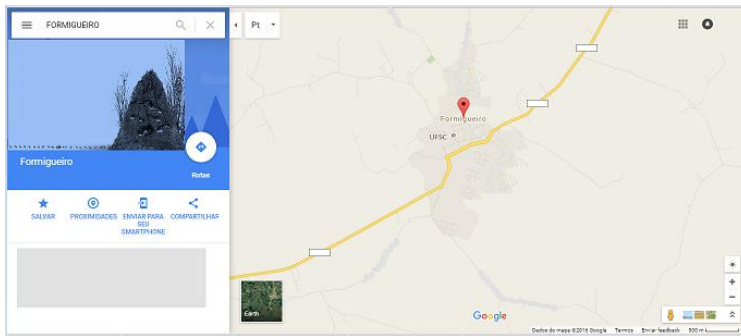 FORMIGUEIRO
Pt
Formigueiro
UFSC
Formigueiro
Rotas
SALVAR
PROXIMIDADES
ENVIAR PARA
SEU
SMARTPHONE
COMPARTILHAR
Earth
Google
Dados do mapa ©2016 Google Termos Enviar feedback 500 m